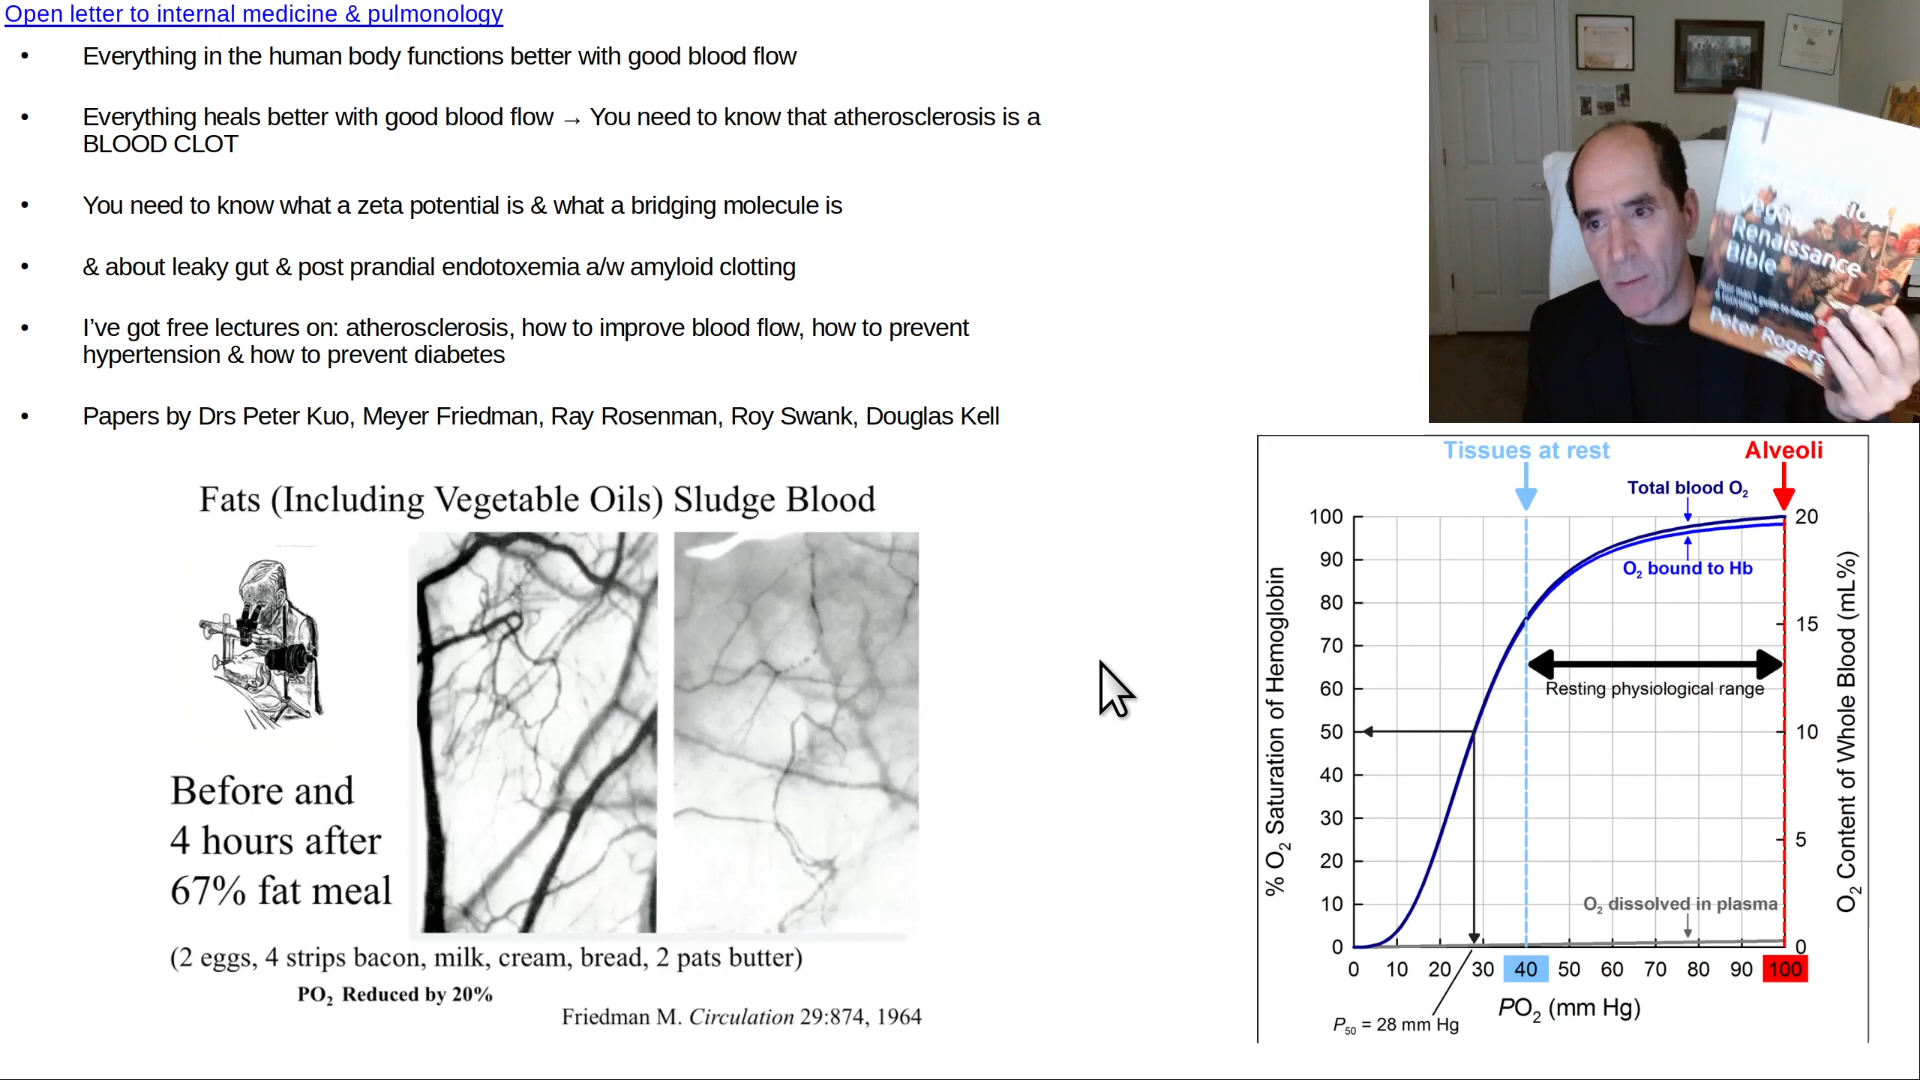 Open letter to internal medicine & pulmonology
• Everything in the human body functions better with good blood flow
• Everything heals better with good blood flow → You need to know that atherosclerosis is a
BLOOD CLOT
• You need to know what a zeta potential is & what a bridging molecule is
• & about leaky gut & post prandial endotoxemia a/w amyloid clotting
• I’ve got free lectures on: atherosclerosis, how to improve blood flow, how to prevent
hypertension & how to prevent diabetes
• Papers by Drs Peter Kuo, Meyer Friedman, Ray Rosenman, Roy Swank, Douglas Kell
Vegan
Renaissance
Bible
Peter Rogers
Fats (Including Vegetable Oils) Sludge Blood
Before and
4 hours after
67% fat meal
(2 eggs, 4 strips bacon, milk, cream, bread, 2 pats butter)
PO2 Reduced by 20%
Friedman M. Circulation 29:874, 1964
Tissues at rest
Alveoli
Total blood O2
O2 bound to Hb
Resting physiological range
O2 dissolved in plasma
% O2 Saturation of Hemoglobin
100
90
80
70
60
50
40
30
20
10
0
20
15
10
5
0
O2 Content of Whole Blood (mL%)
0 10 20 30 40 50 60 70 80 90 100
PO2 (mm Hg)
P50 = 28 mm Hg